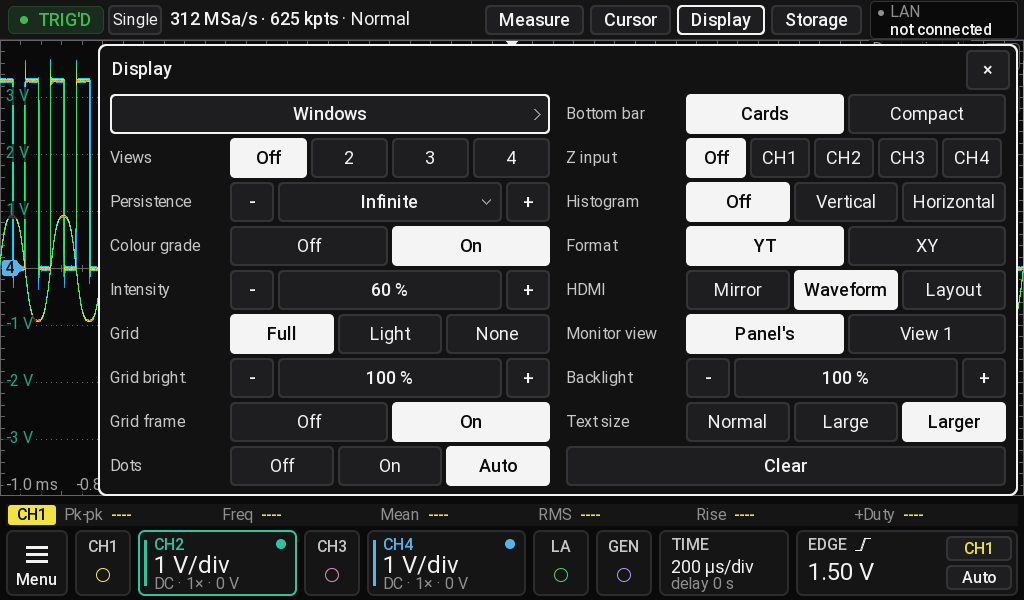 TRIG'D Single 312 MSa/s · 625 kpts · Normal Measure Cursor Display Storage LAN
not connected
Display ×
Windows Bottom bar Cards Compact
Views Off 2 3 4 Z input Off CH1 CH2 CH3 CH4
Persistence - Infinite + Histogram Off Vertical Horizontal
Colour grade Off On Format YT XY
Intensity - 60 % + HDMI Mirror Waveform Layout
Grid Full Light None Monitor view Panel's View 1
Grid bright - 100 % + Backlight - 100 % +
Grid frame Off On Text size Normal Large Larger
Dots Off On Auto Clear
3 V
2 V
1 V
4
-1 V
-2 V
-3 V
-1.0 ms -0.8
CH1 Pk-pk ---- Freq ---- Mean ---- RMS ---- Rise ---- +Duty ----
Menu
CH1
CH2
1 V/div
DC · 1× · 0 V
CH3
CH4
1 V/div
DC · 1× · 0 V
LA
GEN
TIME
200 µs/div
delay 0 s
EDGE
1.50 V
CH1
Auto